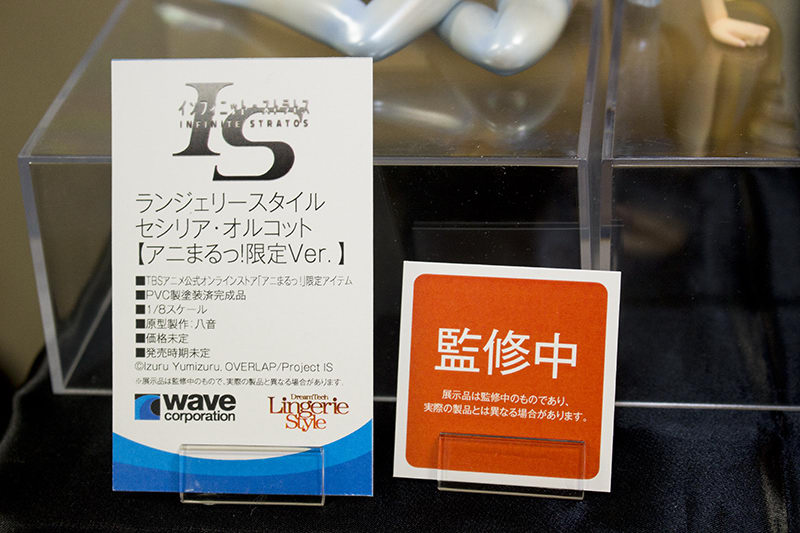 IS
インフィニット・ストラトス
INFINITE STRATOS
ランジェリースタイル
セシリア・オルコット
【アニまるっ!限定Ver.】
■TBSアニメ公式オンラインストア「アニまるっ!」限定アイテム
■PVC製塗装済完成品
■1/8スケール
■原型製作:八音
■価格未定
■発売時期未定
©Izuru Yumizuru, OVERLAP/Project IS
※展示品は監修中のもので、実際の製品と異なる場合があります。
wave
corporation
DreamTech
Lingerie
Style
監修中
展示品は監修中のものであり、
実際の製品とは異なる場合があります。